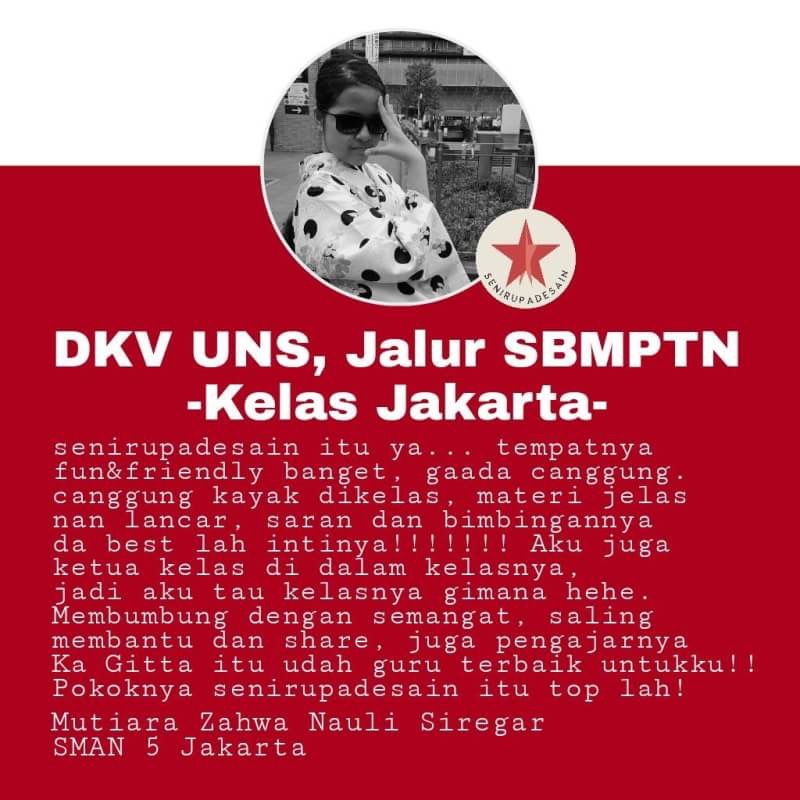 SENIRUPADESAIN
DKV UNS, Jalur SBMPTN
-Kelas Jakarta-
senirupadesain itu ya... tempatnya
fun&friendly banget, gaada canggung.
canggung kayak dikelas, materi jelas
nan lancar, saran dan bimbingannya
da best lah intinya!!!!!!! Aku juga
ketua kelas di dalam kelasnya,
jadi aku tau kelasnya gimana hehe.
Membumbung dengan semangat, saling
membantu dan share, juga pengajarnya
Ka Gitta itu udah guru terbaik untukku!!
Pokoknya senirupadesain itu top lah!
Mutiara Zahwa Nauli Siregar
SMAN 5 Jakarta